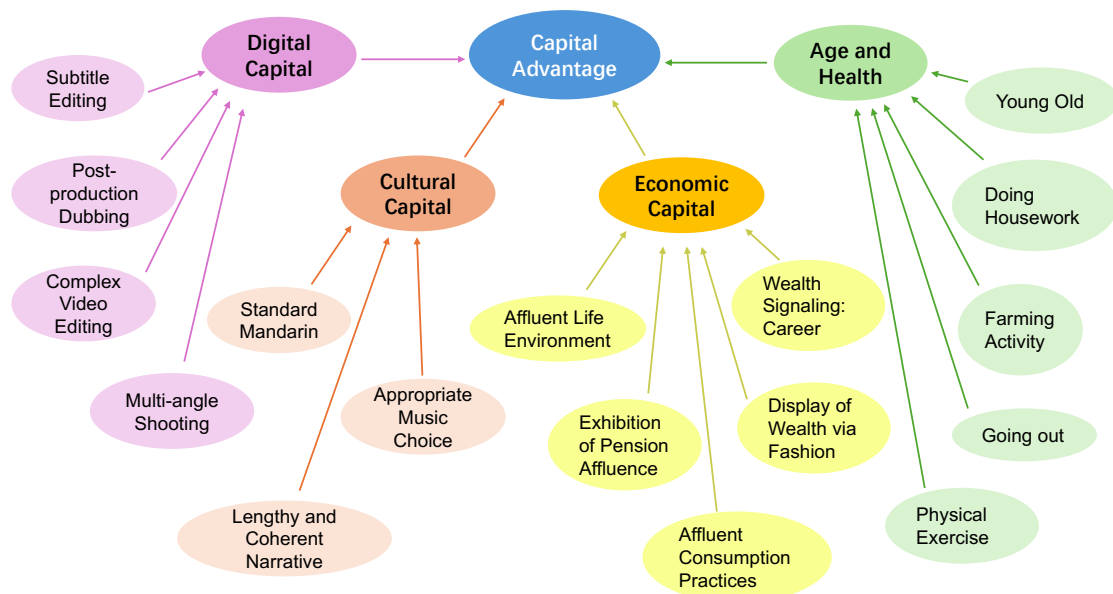 Digital
Capital
Capital
Advantage
Age and
Health
Subtitle
Editing
Young Old
Post-
production
Dubbing
Cultural
Capital
Economic
Capital
Doing
Housework
Complex
Video
Editing
Standard
Mandarin
Affluent Life
Environment
Wealth
Signaling:
Career
Farming
Activity
Multi-angle
Shooting
Appropriate
Music
Choice
Exhibition
of Pension
Affluence
Display of
Wealth via
Fashion
Going out
Lengthy and
Coherent
Narrative
Affluent
Consumption
Practices
Physical
Exercise